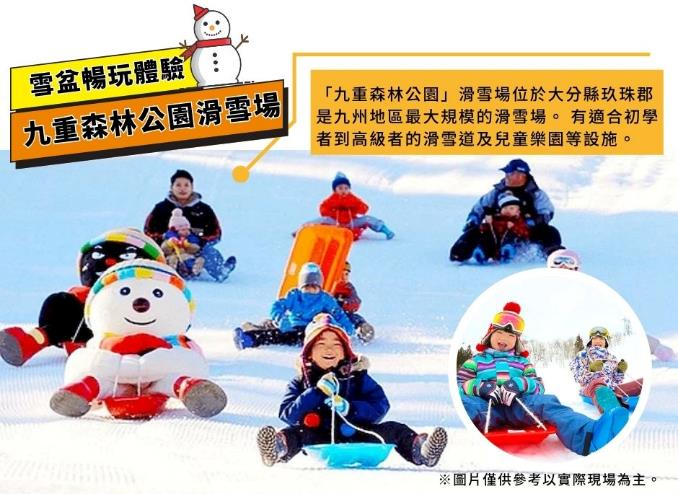 雪盆暢玩體驗
九重森林公園滑雪場
「九重森林公園」滑雪場位於大分縣玖珠郡
是九州地區最大規模的滑雪場。 有適合初學
者到高級者的滑雪道及兒童樂園等設施。
※圖片僅供參考以實際現場為主。